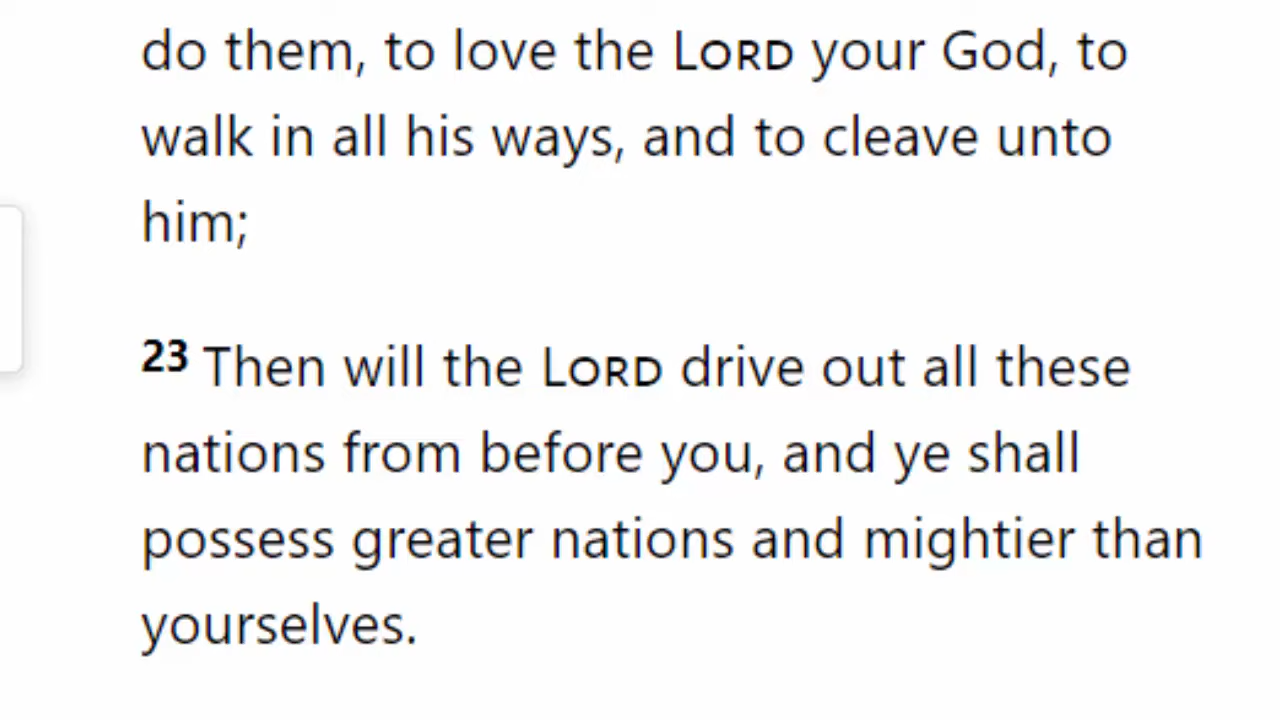 do them, to love the LORD your God, to
walk in all his ways, and to cleave unto
him;
23 Then will the LORD drive out all these
nations from before you, and ye shall
possess greater nations and mightier than
yourselves.